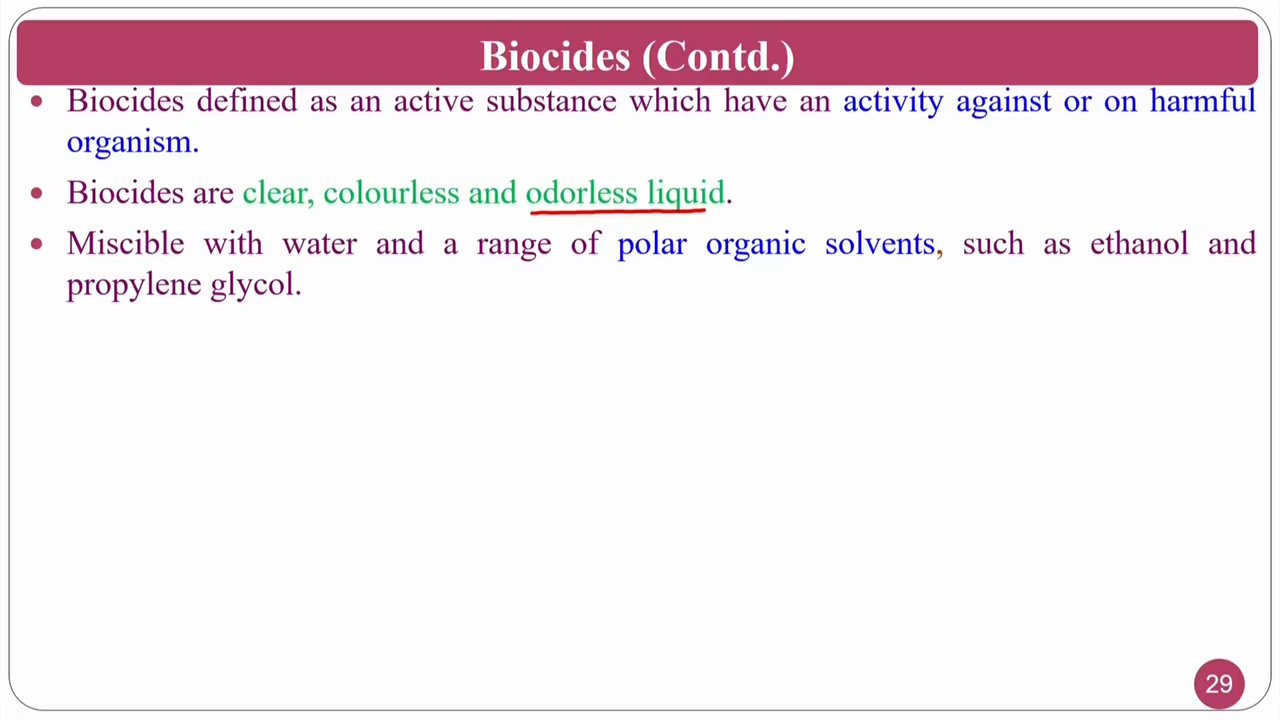 Biocides (Contd.)
• Biocides defined as an active substance which have an activity against or on harmful
organism.
• Biocides are clear, colourless and odorless liquid.
• Miscible with water and a range of polar organic solvents, such as ethanol and
propylene glycol.
29